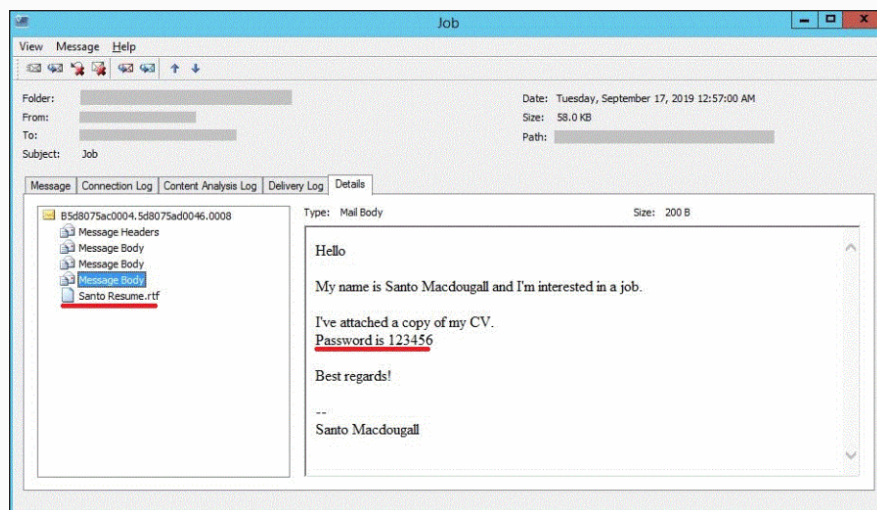 Job
View Message Help
Folder:
Date: Tuesday, September 17, 2019 12:57:00 AM
From:
Size: 58.0 KB
To:
Path:
Subject: Job
Message Connection Log Content Analysis Log Delivery Log Details
B5d8075ac0004.5d8075ad0046.0008
Message Headers
Message Body
Message Body
Message Body
Santo Resume.rtf
Type: Mail Body Size: 200 B
Hello
My name is Santo Macdougall and I'm interested in a job.
I've attached a copy of my CV.
Password is 123456
Best regards!
--
Santo Macdougall